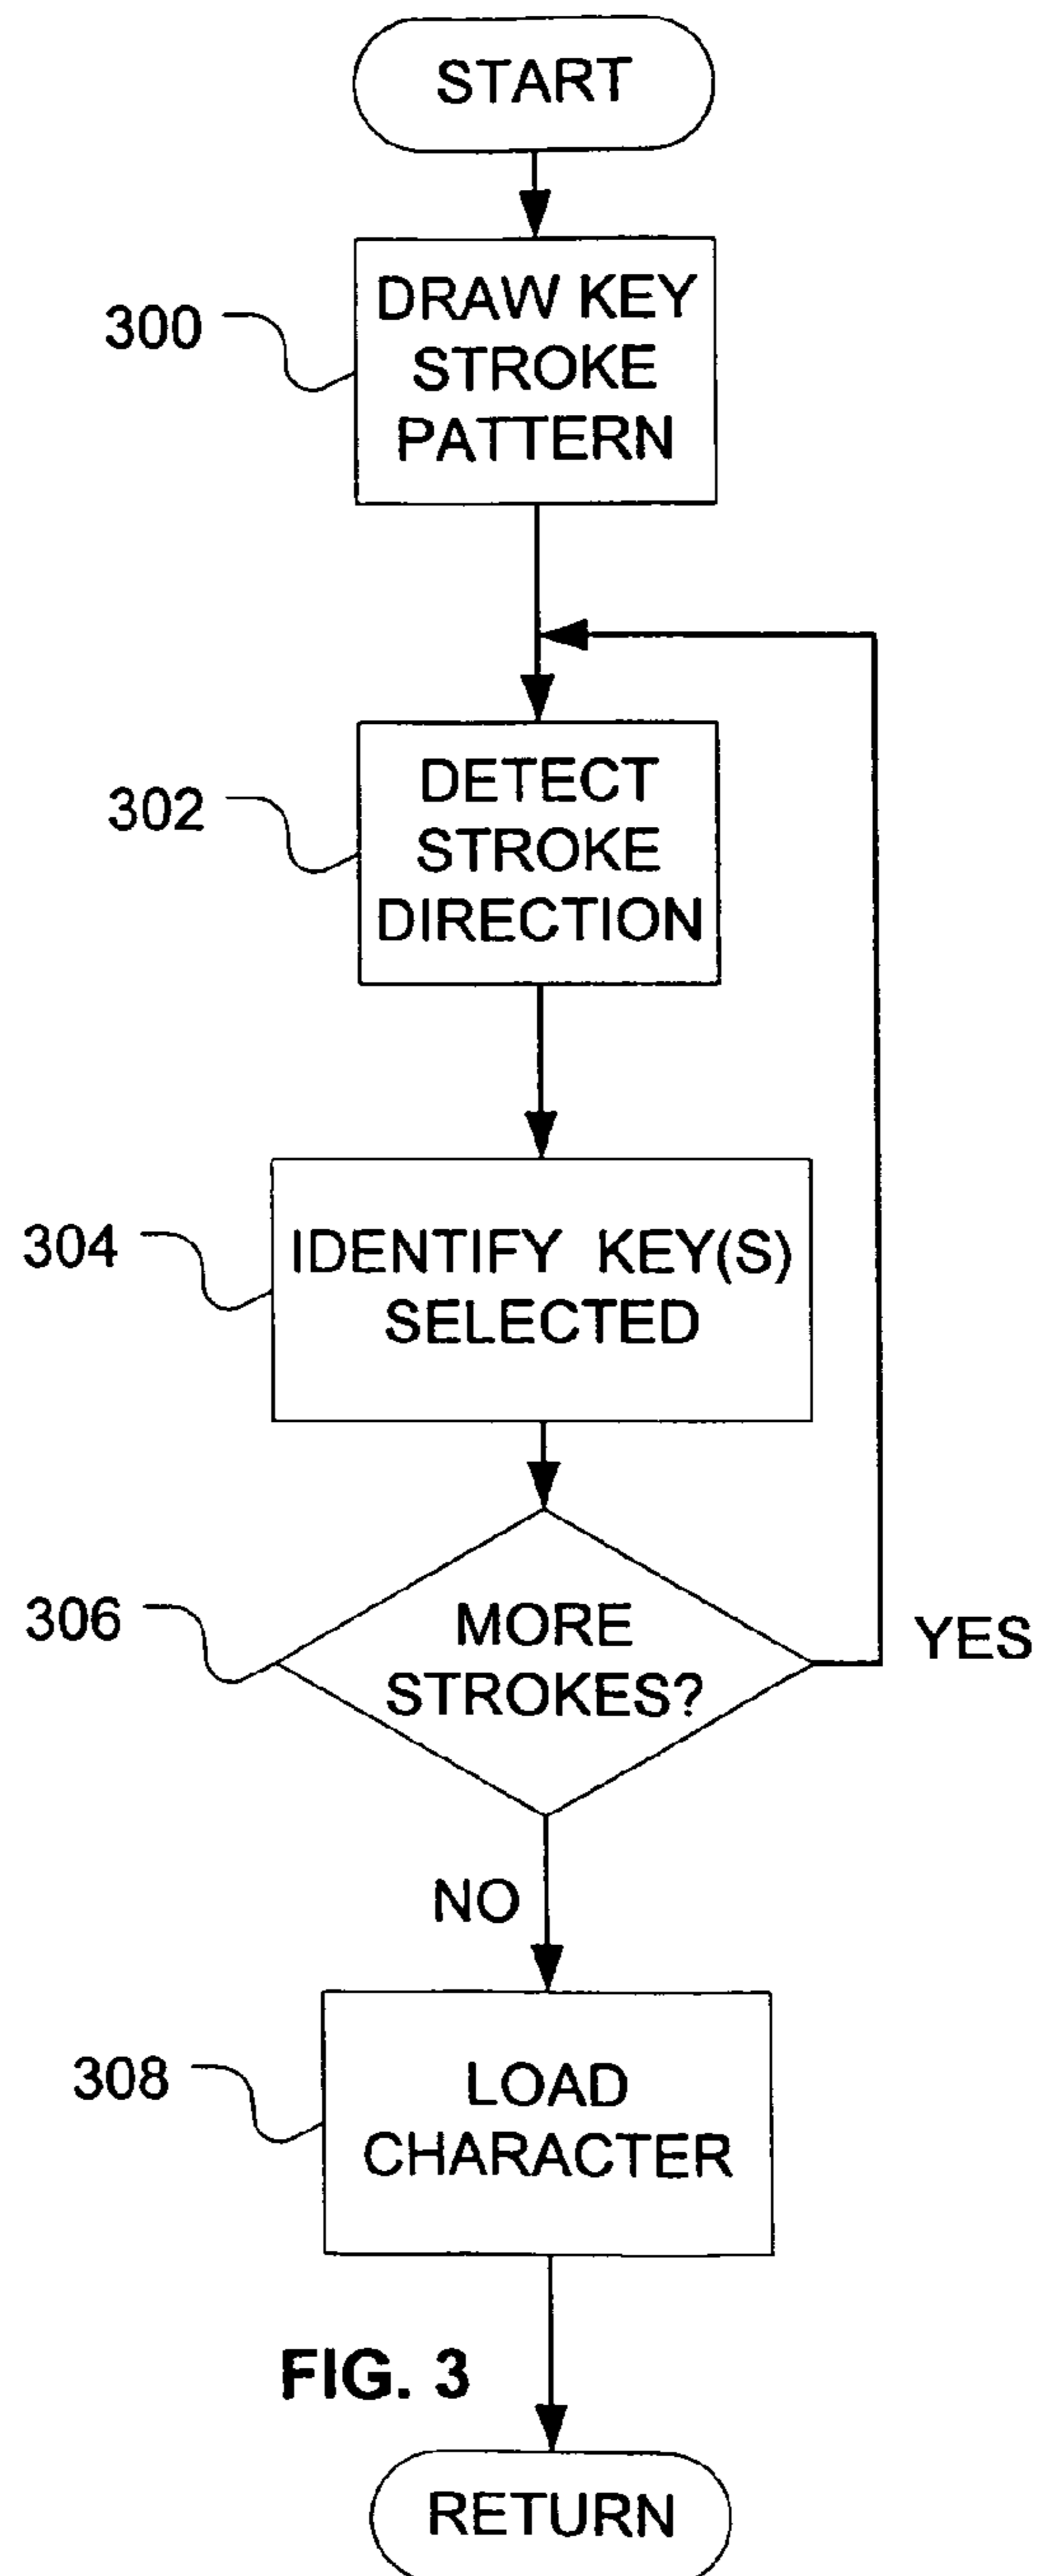 START
300
DRAW KEY
STROKE
PATTERN
302
DETECT
STROKE
DIRECTION
304
IDENTIFY KEY(S)
SELECTED
306
MORE
STROKES?
YES
NO
308
LOAD
CHARACTER
FIG. 3
RETURN